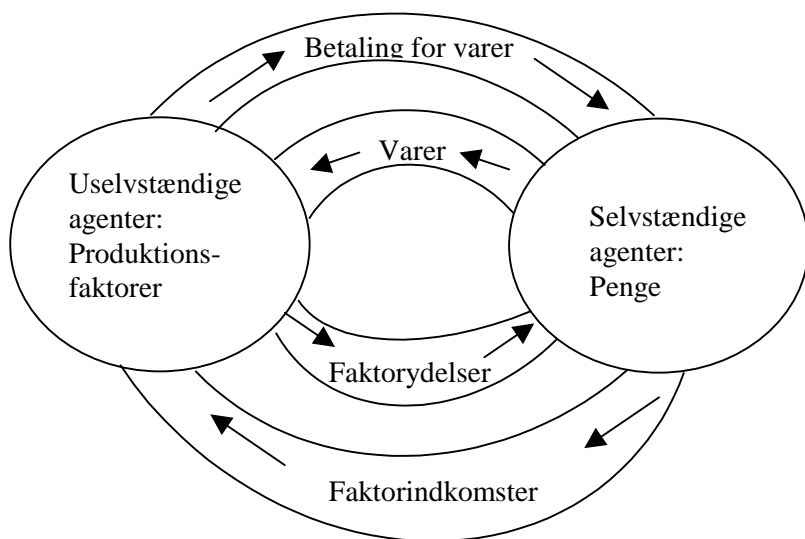 Betaling for varer
Varer
Uselvstændige
agenter:
Produktions-
faktorer
Selvstændige
agenter:
Penge
Faktorydelser
Faktorindkomster